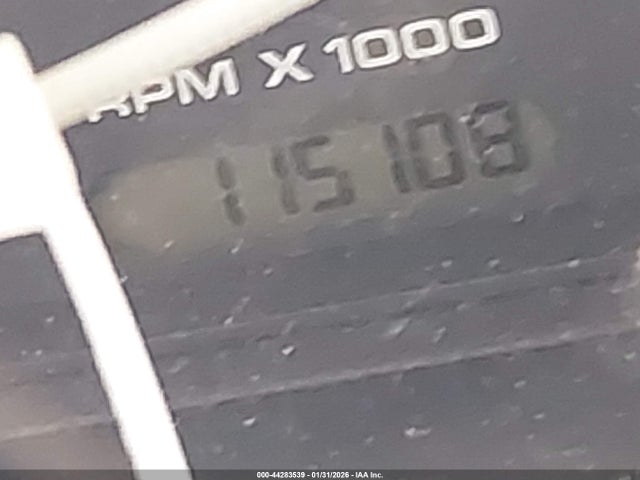 RPM X 1000
115108
000-44283539 - 01/31/2026 - IAA Inc.